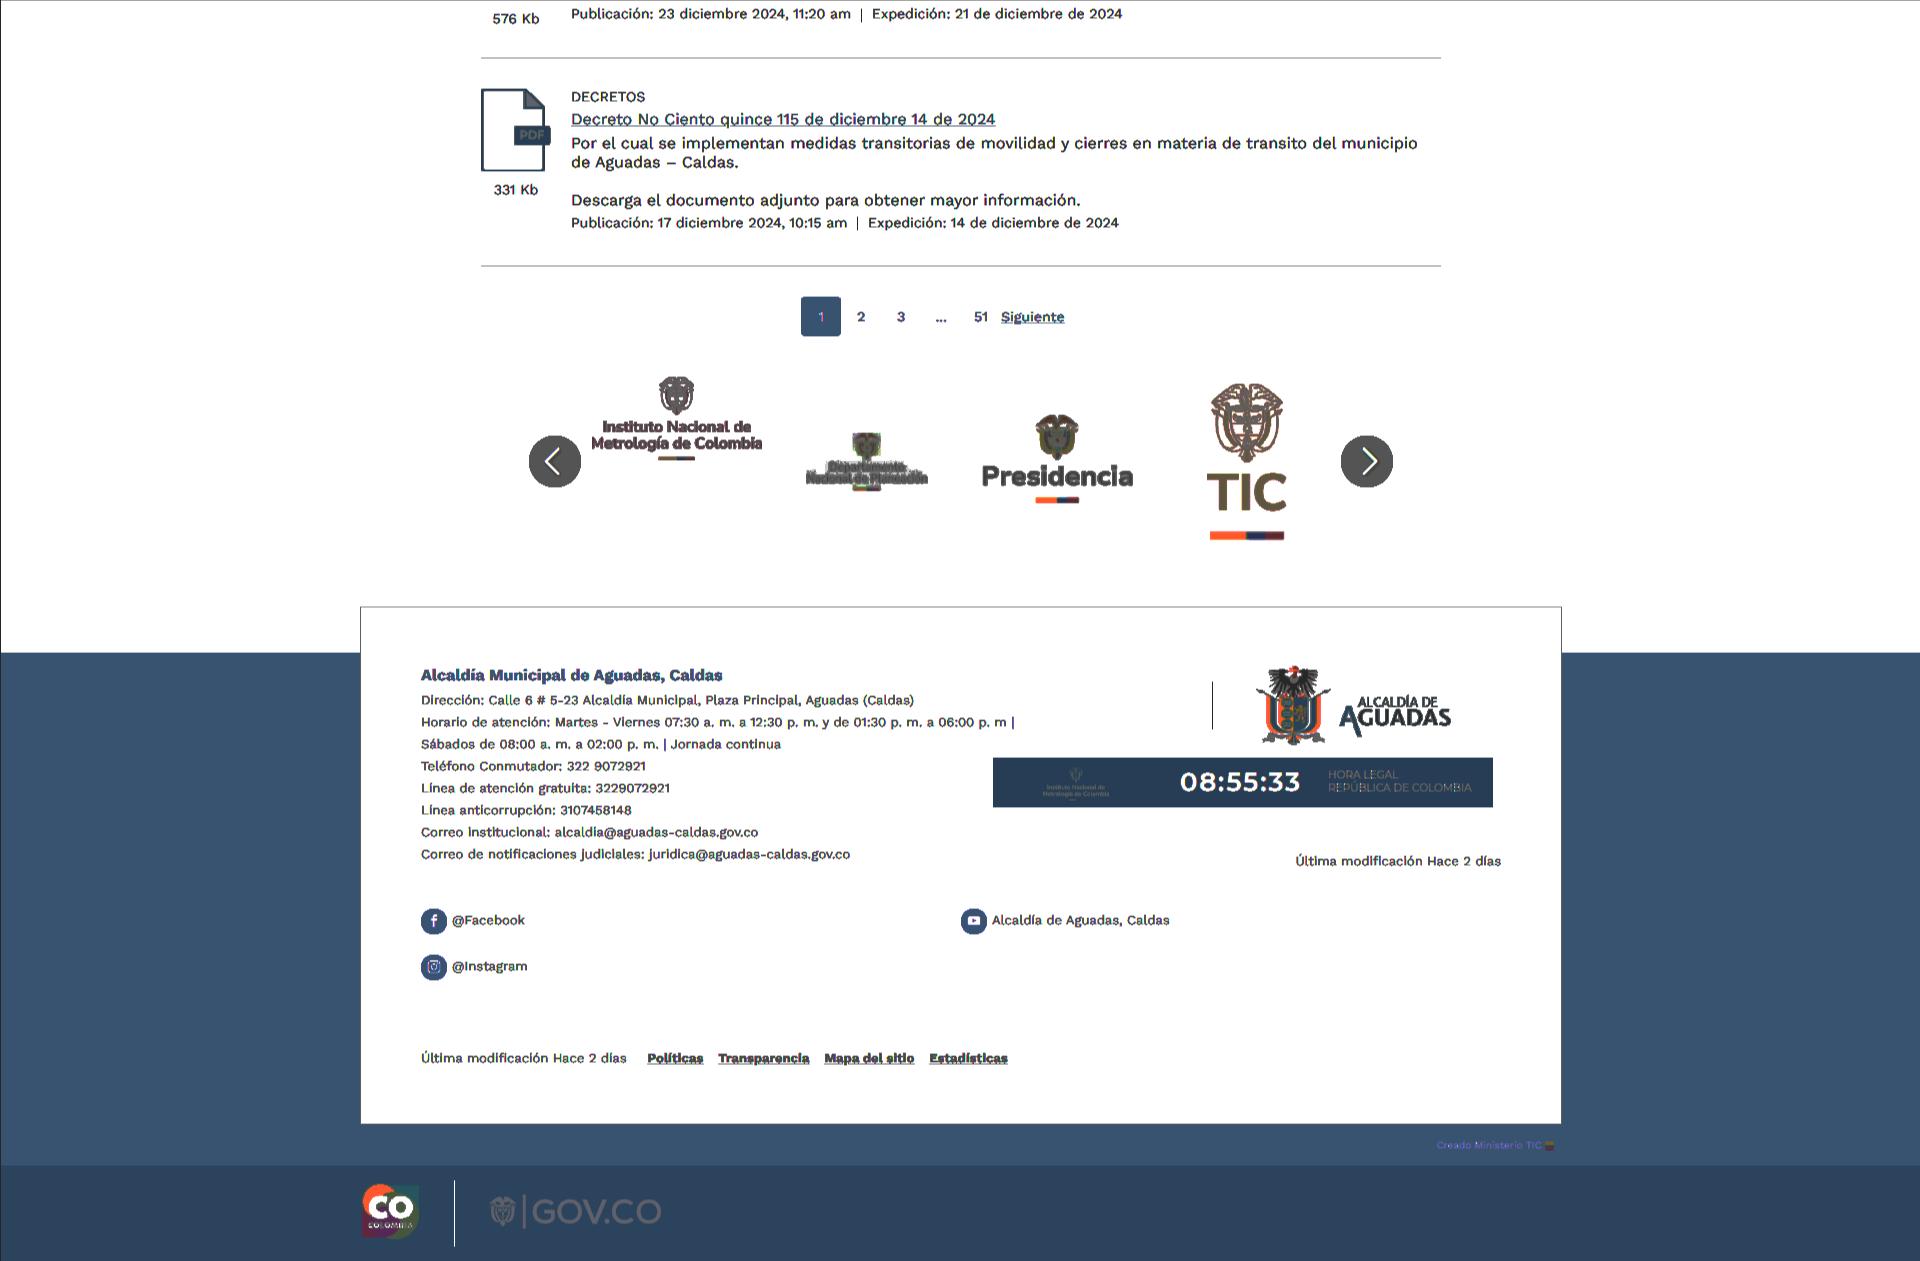 576 Kb
Publicación: 23 diciembre 2024, 11:20 am | Expedición: 21 de diciembre de 2024
DECRETOS
PDF
Decreto No Ciento quince 115 de diciembre 14 de 2024
Por el cual se implementan medidas transitorias de movilidad y cierres en materia de transito del municipio
de Aguadas – Caldas.
331 Kb
Descarga el documento adjunto para obtener mayor información.
Publicación: 17 diciembre 2024, 10:15 am | Expedición: 14 de diciembre de 2024
1 2 3 ... 51 Siguiente
Instituto Nacional de
Metrología de Colombia
Departamento
Nacional de Planeación
Presidencia
TIC
Alcaldía Municipal de Aguadas, Caldas
Dirección: Calle 6 # 5-23 Alcaldía Municipal, Plaza Principal, Aguadas (Caldas)
Horario de atención: Martes - Viernes 07:30 a. m. a 12:30 p. m. y de 01:30 p. m. a 06:00 p. m |
Sábados de 08:00 a. m. a 02:00 p. m. | Jornada continua
Teléfono Conmutador: 322 9072921
Línea de atención gratuita: 3229072921
Línea anticorrupción: 3107458148
Correo institucional: alcaldia@aguadas-caldas.gov.co
Correo de notificaciones judiciales: juridica@aguadas-caldas.gov.co
ALCALDÍA DE
AGUADAS
Instituto Nacional de
Metrología de Colombia
08:55:33
HORA LEGAL
REPÚBLICA DE COLOMBIA
Última modificación Hace 2 días
@Facebook
Alcaldía de Aguadas, Caldas
@Instagram
Última modificación Hace 2 días Políticas Transparencia Mapa del sitio Estadísticas
Creado Ministerio TIC
CO
COLOMBIA
GOV.CO